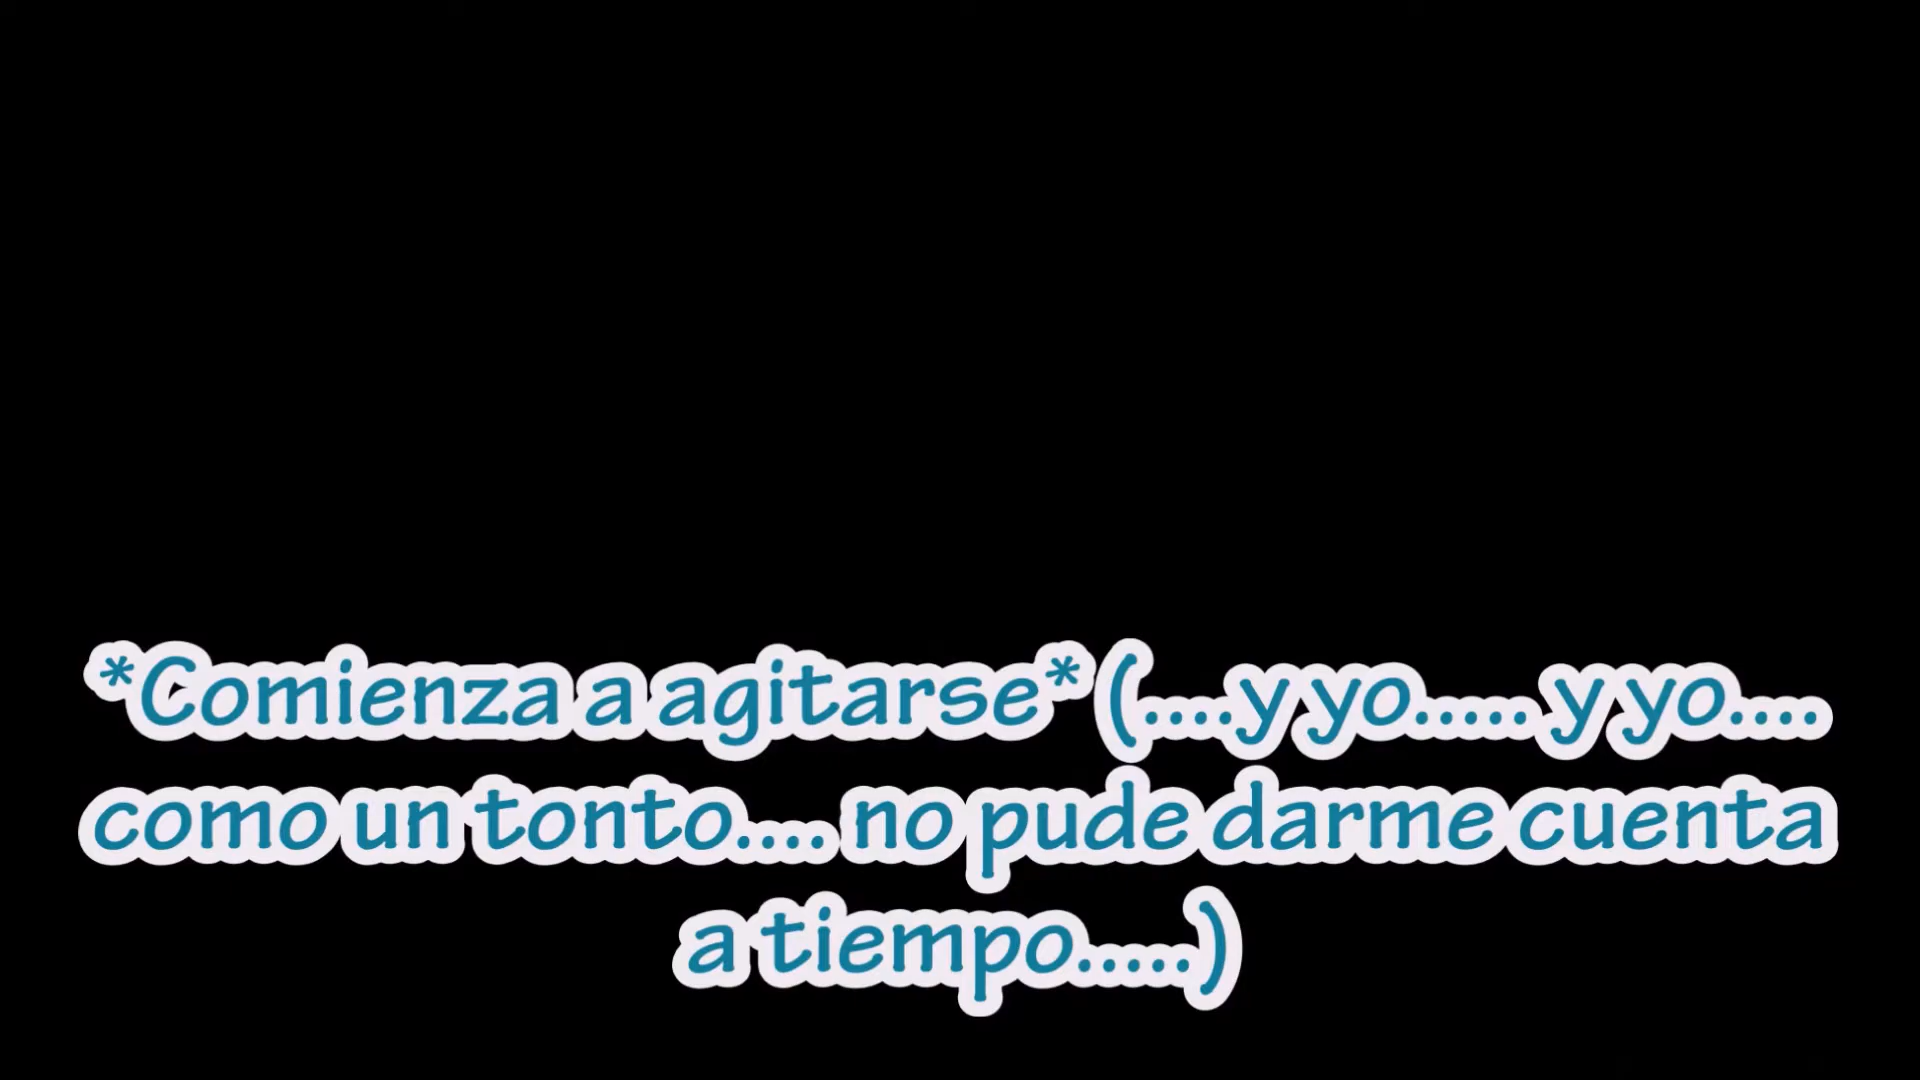 *Comienza a agitarse* (....y yo..... y yo....
como un tonto.... no pude darme cuenta
a tiempo.....)